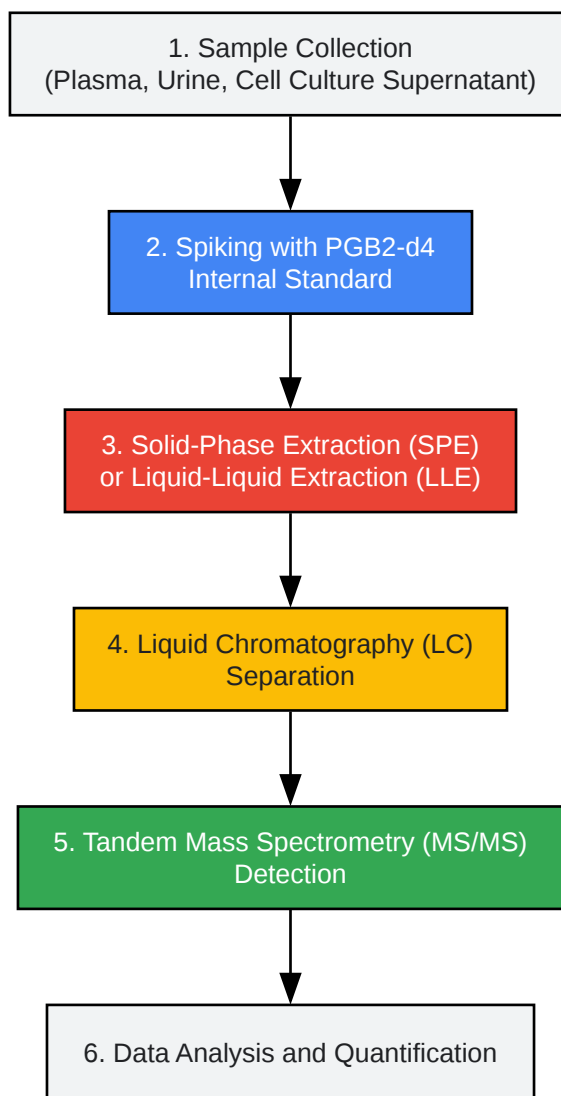 1. Sample Collection
(Plasma, Urine, Cell Culture Supernatant)
2. Spiking with PGB2-d4
Internal Standard
3. Solid-Phase Extraction (SPE)
or Liquid-Liquid Extraction (LLE)
4. Liquid Chromatography (LC)
Separation
5. Tandem Mass Spectrometry (MS/MS)
Detection
6. Data Analysis and Quantification